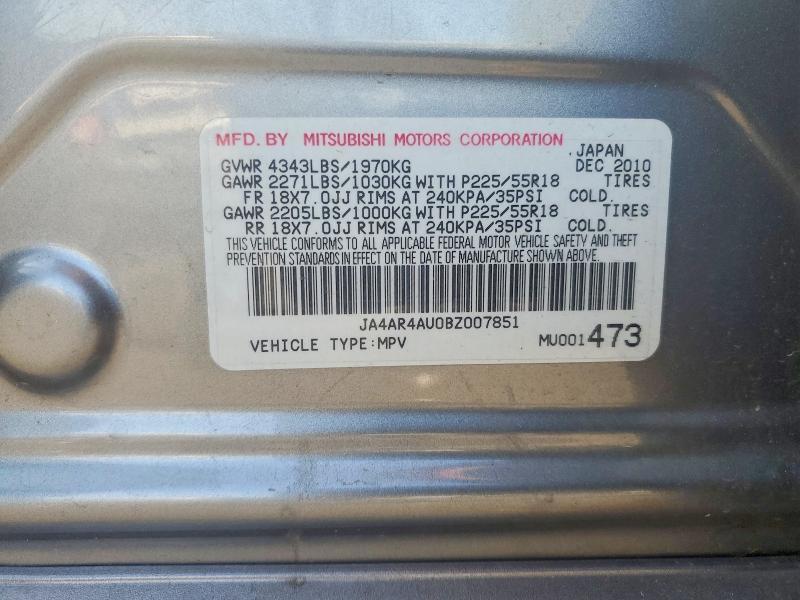 MFD. BY MITSUBISHI MOTORS CORPORATION
JAPAN
GVWR 4343LBS/1970KG DEC 2010
GAWR 2271LBS/1030KG WITH P225/55R18 TIRES
FR 18X7.0JJ RIMS AT 240KPA/35PSI COLD.
GAWR 2205LBS/1000KG WITH P225/55R18 TIRES
RR 18X7.0JJ RIMS AT 240KPA/35PSI COLD.
THIS VEHICLE CONFORMS TO ALL APPLICABLE FEDERAL MOTOR VEHICLE SAFETY AND THEFT
PREVENTION STANDARDS IN EFFECT ON THE DATE OF MANUFACTURE SHOWN ABOVE.
JA4AR4AU0BZ007851
VEHICLE TYPE:MPV MU001473